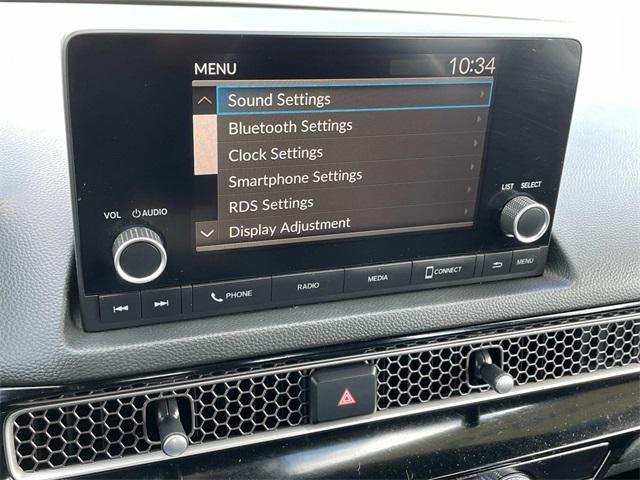 MENU 10:34
Sound Settings
Bluetooth Settings
Clock Settings
Smartphone Settings
RDS Settings
Display Adjustment
VOL AUDIO
LIST SELECT
PHONE RADIO MEDIA CONNECT MENU